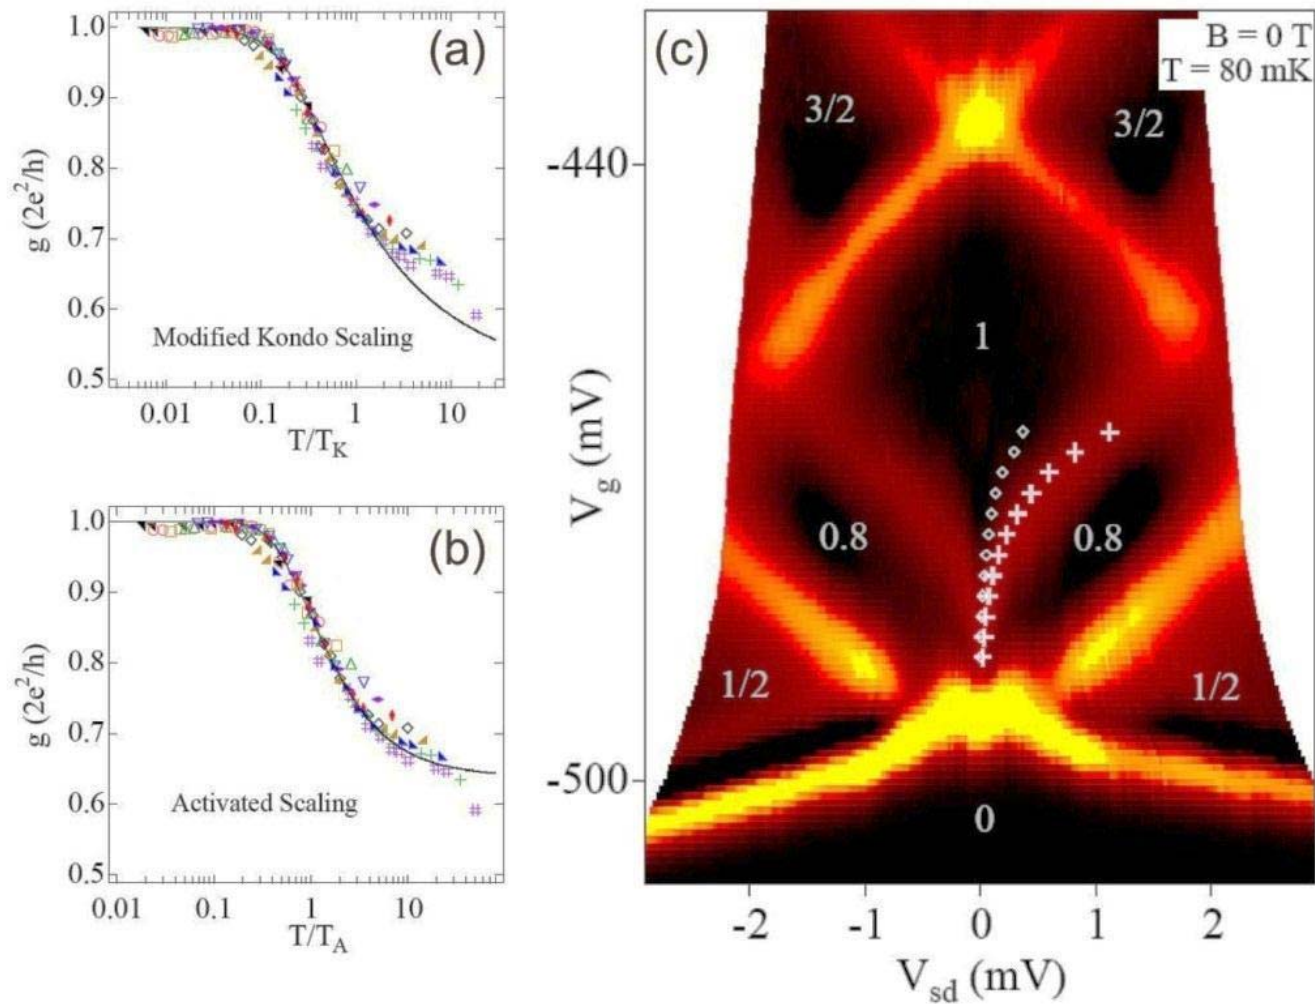 (a)
1.0
0.9
0.8
0.7
0.6
0.5
g (2e²/h)
Modified Kondo Scaling
0.01 0.1 1 10
T/T_K
(b)
1.0
0.9
0.8
0.7
0.6
0.5
g (2e²/h)
Activated Scaling
0.01 0.1 1 10
T/T_A
(c)
B = 0 T
T = 80 mK
3/2 3/2
-440
1
V_g (mV)
0.8 0.8
1/2 1/2
-500
0
-2 -1 0 1 2
V_sd (mV)